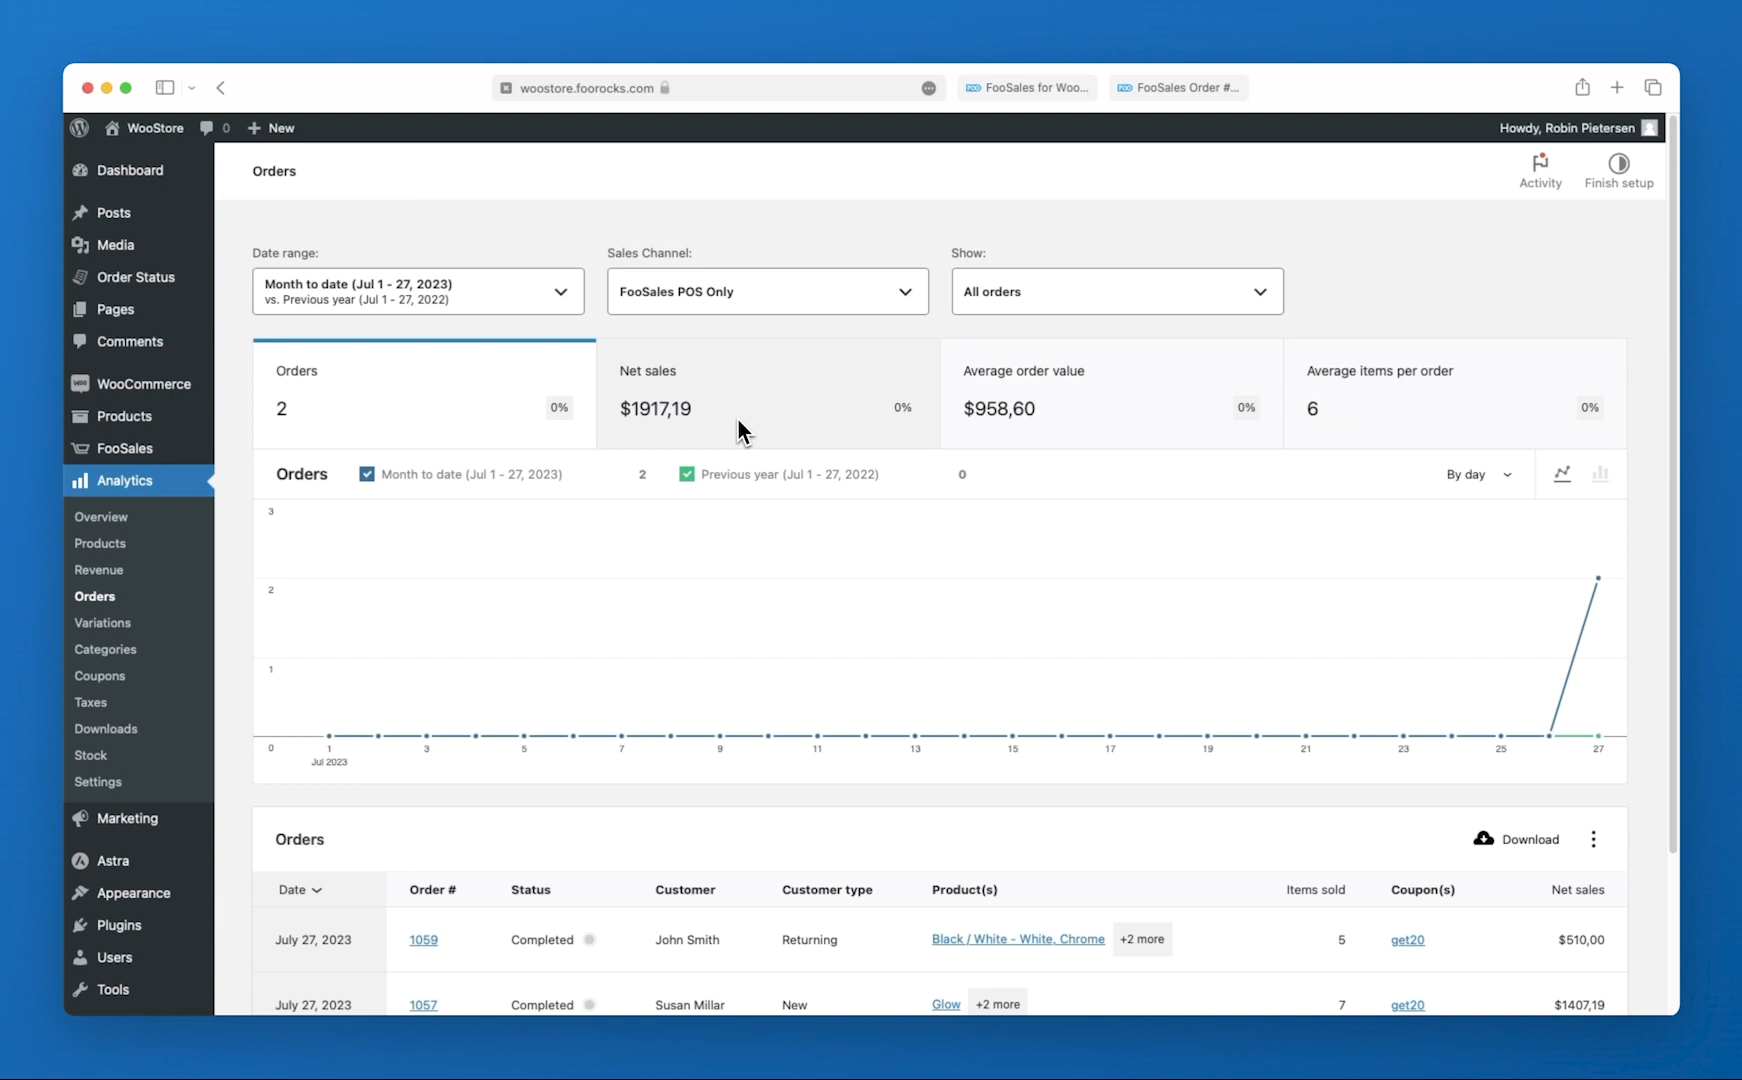 woostore.foorocks.com
FOO FooSales for Woo...
FOO FooSales Order #...
WooStore 0 New
Howdy, Robin Pietersen
Dashboard
Posts
Media
Order Status
Pages
Comments
WOO WooCommerce
Products
FooSales
Analytics
Overview
Products
Revenue
Orders
Variations
Categories
Coupons
Taxes
Downloads
Stock
Settings
Marketing
Astra
Appearance
Plugins
Users
Tools
Orders
Activity
Finish setup
Date range:
Month to date (Jul 1 - 27, 2023)
vs. Previous year (Jul 1 - 27, 2022)
Sales Channel:
FooSales POS Only
Show:
All orders
Orders
2 0%
Net sales
$1917,19 0%
Average order value
$958,60 0%
Average items per order
6 0%
Orders Month to date (Jul 1 - 27, 2023) 2 Previous year (Jul 1 - 27, 2022) 0 By day
3
2
1
0 1 3 5 7 9 11 13 15 17 19 21 23 25 27
Jul 2023
Orders Download
Date Order # Status Customer Customer type Product(s) Items sold Coupon(s) Net sales
July 27, 2023 1059 Completed John Smith Returning Black / White - White, Chrome +2 more 5 get20 $510,00
July 27, 2023 1057 Completed Susan Millar New Glow +2 more 7 get20 $1407,19